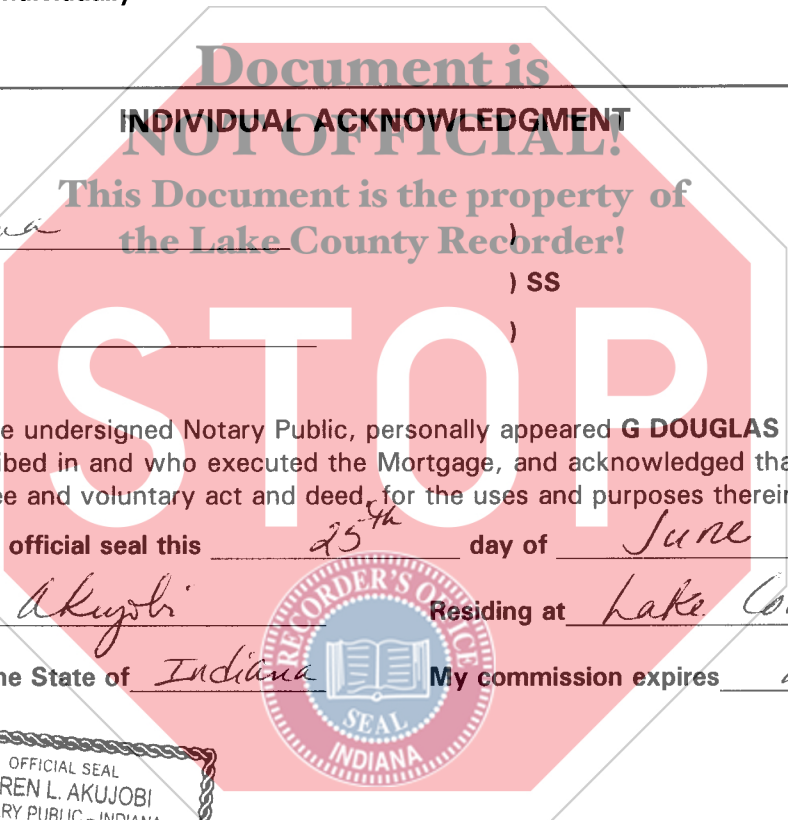 Document is
INDIVIDUAL ACKNOWLEDGMENT
NOT OFFICIAL!
This Document is the property of
the Lake County Recorder!
)
) SS
)
STOP
e undersigned Notary Public, personally appeared G DOUGLAS
ibed in and who executed the Mortgage, and acknowledged tha
ee and voluntary act and deed, for the uses and purposes therein
official seal this 25th day of June
Akujobi Residing at Lake Co
he State of Indiana My commission expires
RECORDER'S OFFICE
SEAL
INDIANA
OFFICIAL SEAL
REN L. AKUJOBI
RY PUBLIC - INDIANA